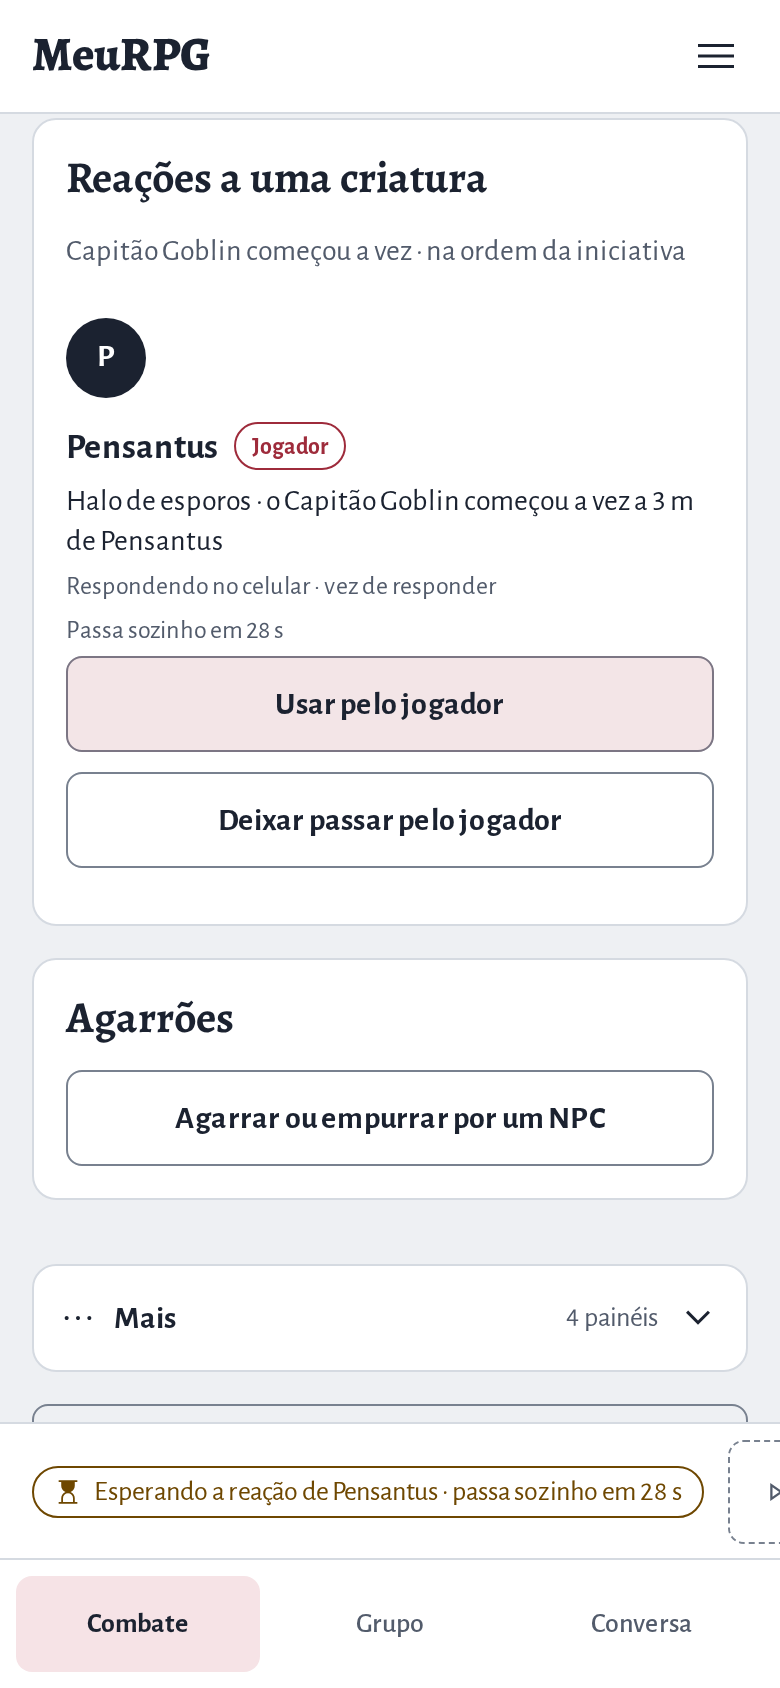 MeuRPG
Reações a uma criatura
Capitão Goblin começou a vez · na ordem da iniciativa
P
Pensantus Jogador
Halo de esporos · o Capitão Goblin começou a vez a 3 m
de Pensantus
Respondendo no celular · vez de responder
Passa sozinho em 28 s
Usar pelo jogador
Deixar passar pelo jogador
Agarrões
Agarrar ou empurrar por um NPC
··· Mais 4 painéis
Esperando a reação de Pensantus · passa sozinho em 28 s
Combate Grupo Conversa